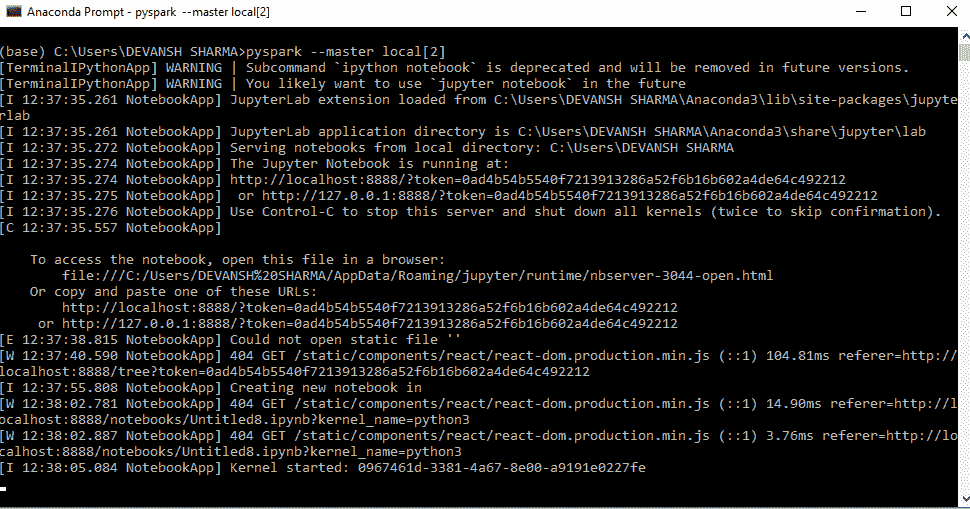 Anaconda Prompt - pyspark --master local[2]
(base) C:\Users\DEVANSH SHARMA>pyspark --master local[2]
[TerminalIPythonApp] WARNING | Subcommand `ipython notebook` is deprecated and will be removed in future versions.
[TerminalIPythonApp] WARNING | You likely want to use `jupyter notebook` in the future
[I 12:37:35.261 NotebookApp] JupyterLab extension loaded from C:\Users\DEVANSH SHARMA\Anaconda3\lib\site-packages\jupyte
rlab
[I 12:37:35.261 NotebookApp] JupyterLab application directory is C:\Users\DEVANSH SHARMA\Anaconda3\share\jupyter\lab
[I 12:37:35.272 NotebookApp] Serving notebooks from local directory: C:\Users\DEVANSH SHARMA
[I 12:37:35.274 NotebookApp] The Jupyter Notebook is running at:
[I 12:37:35.274 NotebookApp] http://localhost:8888/?token=0ad4b54b5540f7213913286a52f6b16b602a4de64c492212
[I 12:37:35.275 NotebookApp]  or http://127.0.0.1:8888/?token=0ad4b54b5540f7213913286a52f6b16b602a4de64c492212
[I 12:37:35.276 NotebookApp] Use Control-C to stop this server and shut down all kernels (twice to skip confirmation).
[C 12:37:35.557 NotebookApp]
To access the notebook, open this file in a browser:
file:///C:/Users/DEVANSH%20SHARMA/AppData/Roaming/jupyter/runtime/nbserver-3044-open.html
Or copy and paste one of these URLs:
http://localhost:8888/?token=0ad4b54b5540f7213913286a52f6b16b602a4de64c492212
or http://127.0.0.1:8888/?token=0ad4b54b5540f7213913286a52f6b16b602a4de64c492212
[E 12:37:38.815 NotebookApp] Could not open static file ''
[W 12:37:40.590 NotebookApp] 404 GET /static/components/react/react-dom.production.min.js (::1) 104.81ms referer=http://
localhost:8888/tree?token=0ad4b54b5540f7213913286a52f6b16b602a4de64c492212
[I 12:37:55.808 NotebookApp] Creating new notebook in
[W 12:38:02.781 NotebookApp] 404 GET /static/components/react/react-dom.production.min.js (::1) 14.90ms referer=http://l
ocalhost:8888/notebooks/Untitled8.ipynb?kernel_name=python3
[W 12:38:02.887 NotebookApp] 404 GET /static/components/react/react-dom.production.min.js (::1) 3.76ms referer=http://lo
calhost:8888/notebooks/Untitled8.ipynb?kernel_name=python3
[I 12:38:05.084 NotebookApp] Kernel started: 0967461d-3381-4a67-8e00-a9191e0227fe